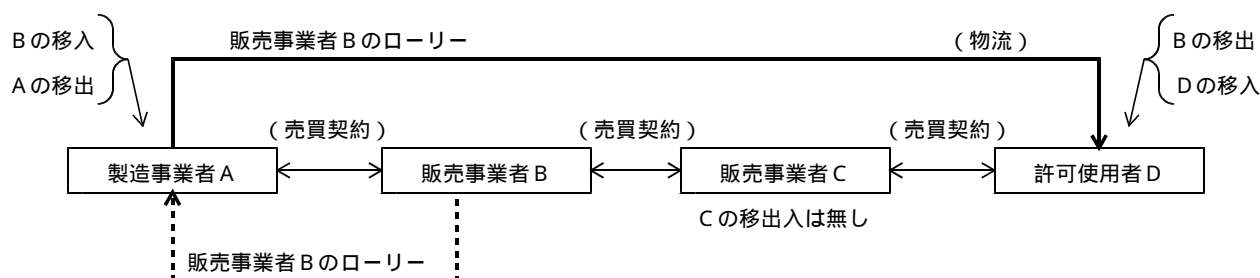 Bの移入
Aの移出
販売事業者Bのローリー
(物流)
Bの移出
Dの移入
(売買契約)
(売買契約)
(売買契約)
製造事業者A
販売事業者B
販売事業者C
許可使用者D
Cの移出入は無し
販売事業者Bのローリー